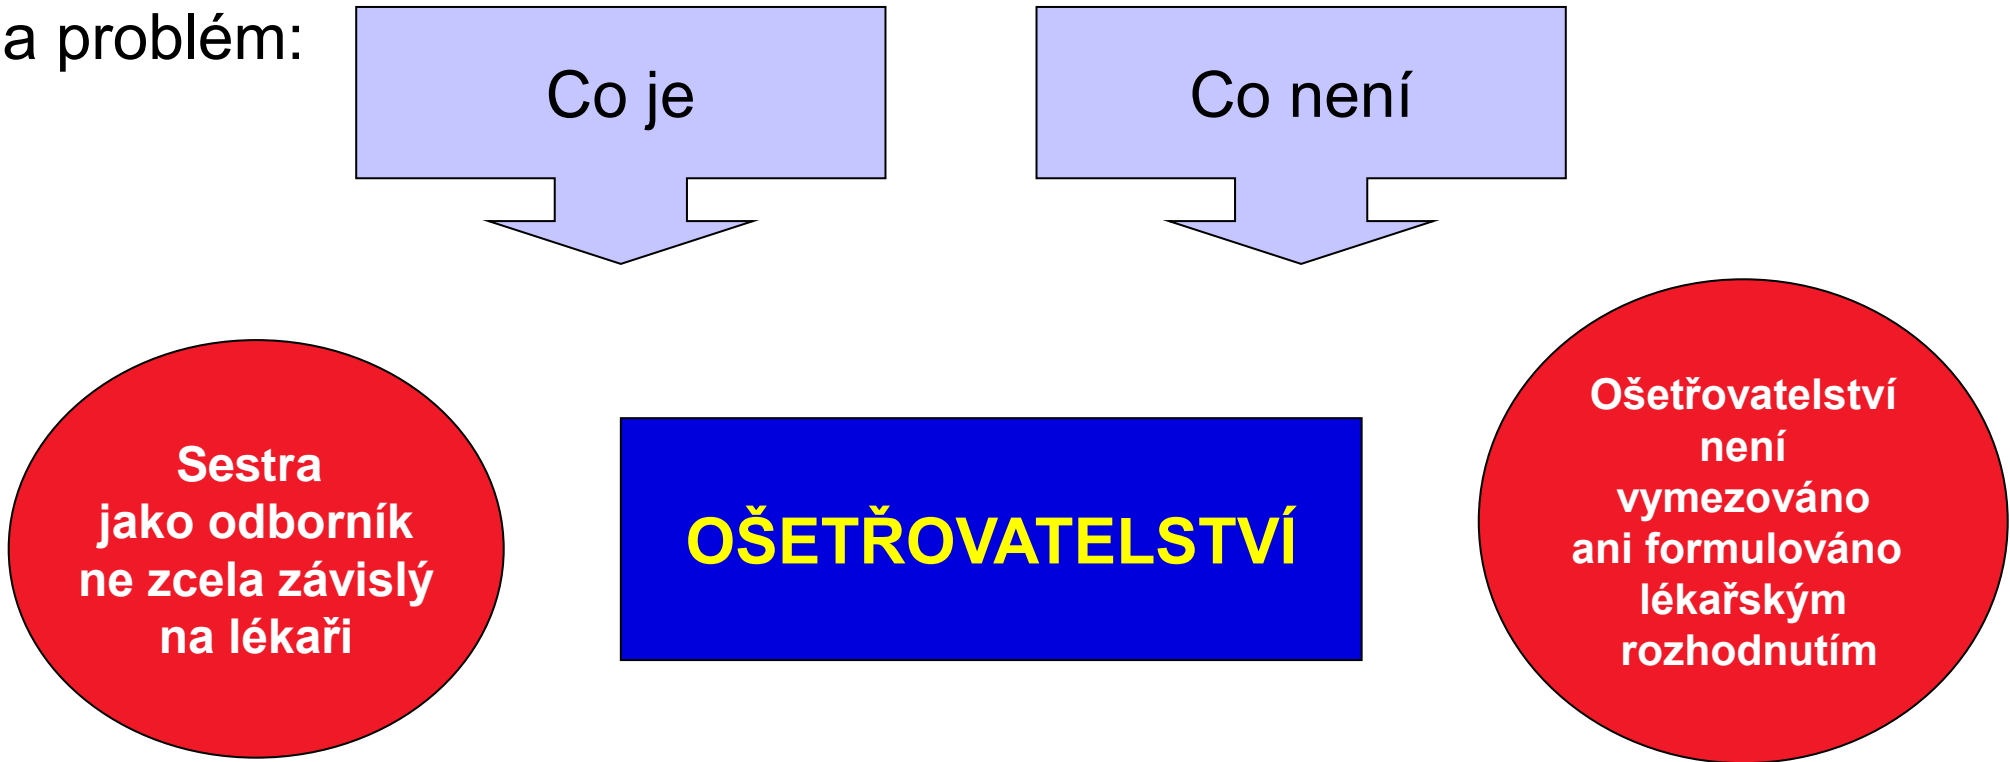 a problém:
Co je
Co není
Sestra
jako odborník
ne zcela závislý
na lékaři
OŠETŘOVATELSTVÍ
Ošetřovatelství
není
vymezováno
ani formulováno
lékařským
rozhodnutím